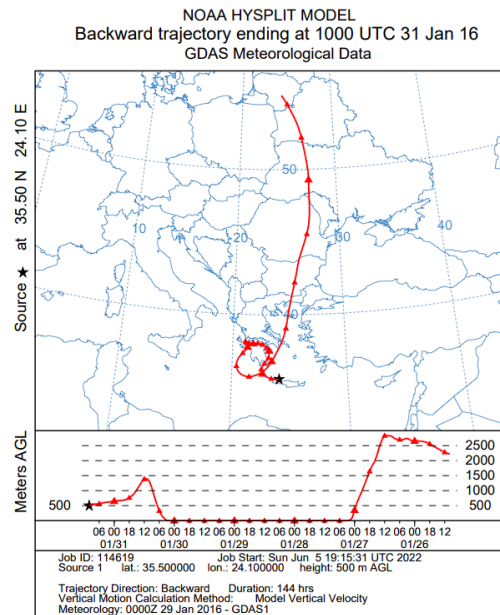 NOAA HYSPLIT MODEL
Backward trajectory ending at 1000 UTC 31 Jan 16
GDAS Meteorological Data
Source ★ at 35.50 N 24.10 E
10
20
30
40
50
40
Meters AGL
500
2500
2000
1500
1000
500
06 00 18 12 06 00 18 12 06 00 18 12 06 00 18 12 06 00 18 12 06 00 18 12
01/31 01/30 01/29 01/28 01/27 01/26
Job ID: 114619 Job Start: Sun Jun 5 19:15:31 UTC 2022
Source 1 lat.: 35.500000 lon.: 24.100000 height: 500 m AGL
Trajectory Direction: Backward Duration: 144 hrs
Vertical Motion Calculation Method: Model Vertical Velocity
Meteorology: 0000Z 29 Jan 2016 - GDAS1